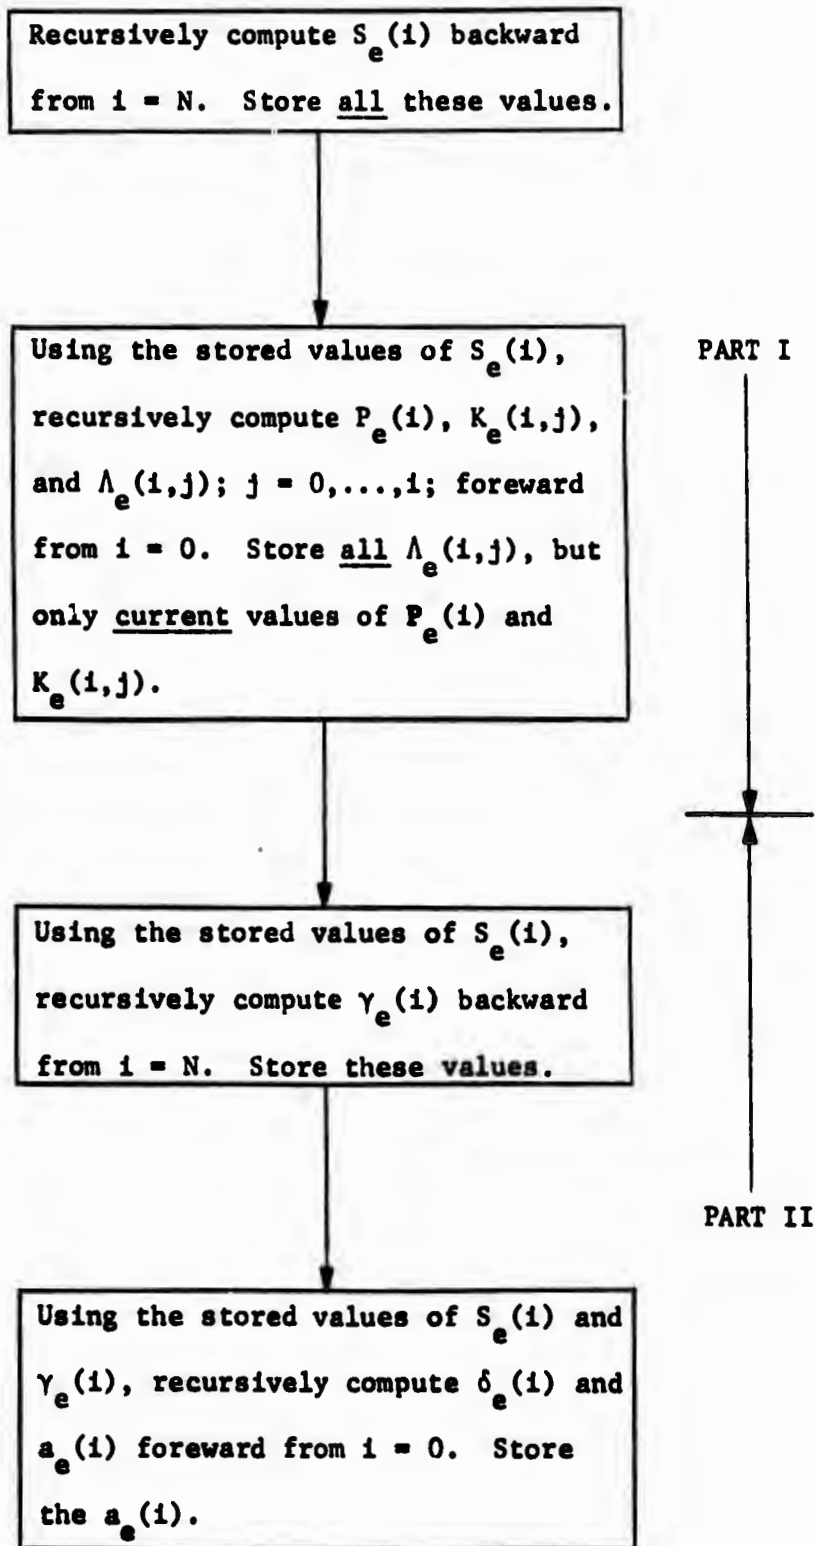 Recursively compute S_e(i) backward
from i = N. Store all these values.
Using the stored values of S_e(i),
recursively compute P_e(i), K_e(i,j),
and Λ_e(i,j); j = 0,...,i; foreward
from i = 0. Store all Λ_e(i,j), but
only current values of P_e(i) and
K_e(i,j).
PART I
Using the stored values of S_e(i),
recursively compute γ_e(i) backward
from i = N. Store these values.
PART II
Using the stored values of S_e(i) and
γ_e(i), recursively compute δ_e(i) and
a_e(i) foreward from i = 0. Store
the a_e(i).